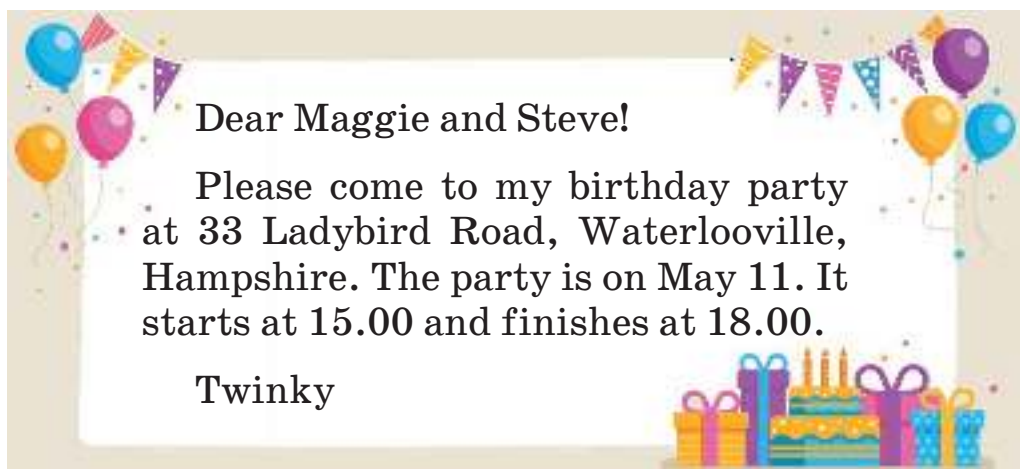 Dear Maggie and Steve!
Please come to my birthday party
at 33 Ladybird Road, Waterlooville,
Hampshire. The party is on May 11. It
starts at 15.00 and finishes at 18.00.
Twinky